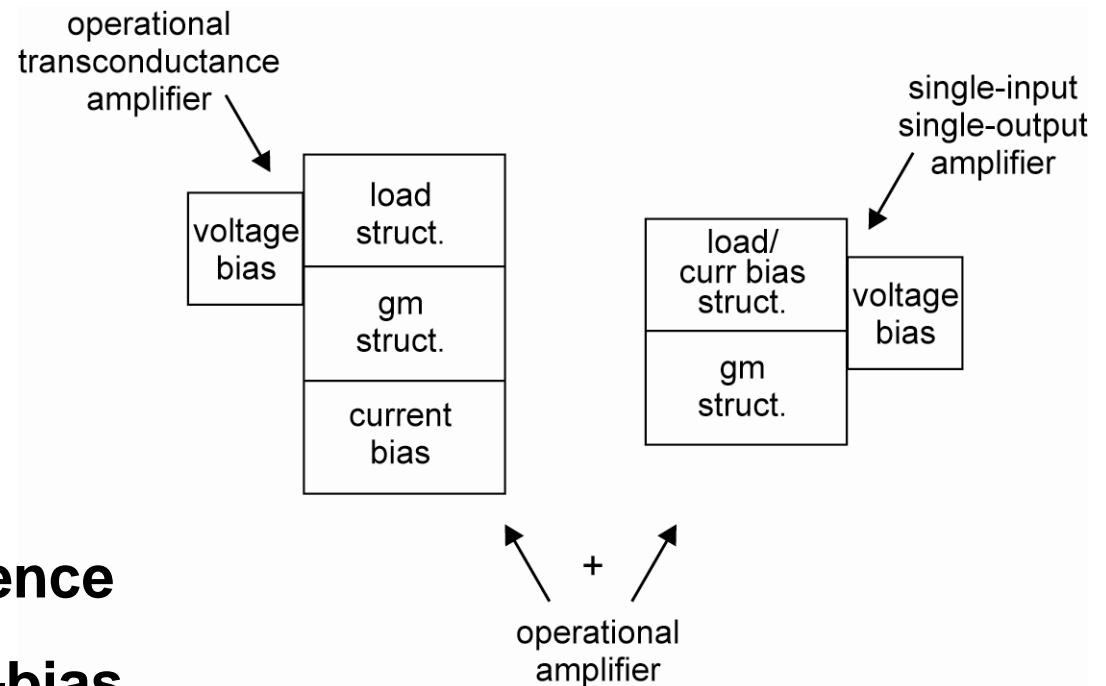 operational
transconductance
amplifier
single-input
single-output
amplifier
load
struct.
voltage
bias
gm
struct.
current
bias
load/
curr bias
struct.
voltage
bias
gm
struct.
+
operational
amplifier
ence
-bias